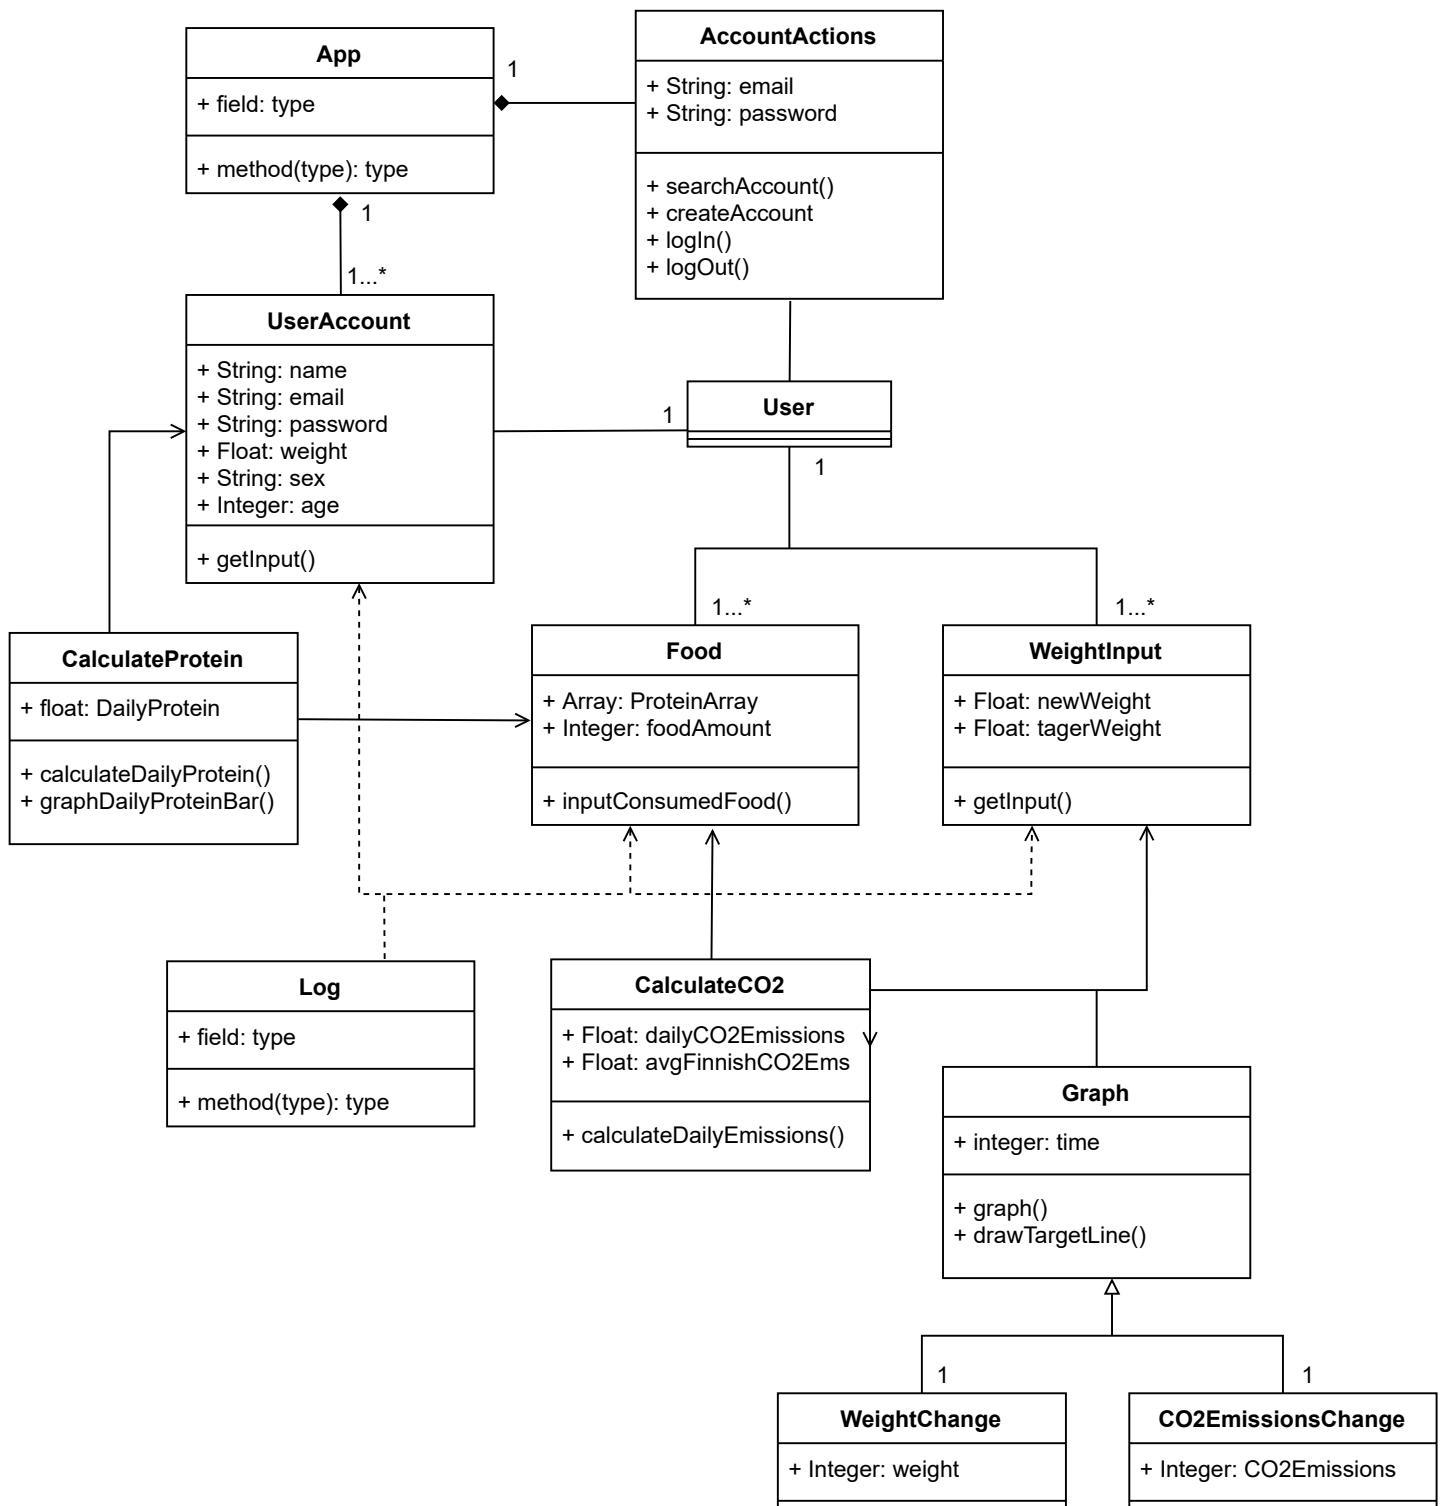 App
+ field: type
+ method(type): type
1
AccountActions
+ String: email
+ String: password
+ searchAccount()
+ createAccount
+ logIn()
+ logOut()
1
1...*
UserAccount
+ String: name
+ String: email
+ String: password
+ Float: weight
+ String: sex
+ Integer: age
+ getInput()
1
User
1
1...*
1...*
CalculateProtein
+ float: DailyProtein
+ calculateDailyProtein()
+ graphDailyProteinBar()
Food
+ Array: ProteinArray
+ Integer: foodAmount
+ inputConsumedFood()
WeightInput
+ Float: newWeight
+ Float: tagerWeight
+ getInput()
Log
+ field: type
+ method(type): type
CalculateCO2
+ Float: dailyCO2Emissions
+ Float: avgFinnishCO2Ems
+ calculateDailyEmissions()
Graph
+ integer: time
+ graph()
+ drawTargetLine()
1
1
WeightChange
+ Integer: weight
CO2EmissionsChange
+ Integer: CO2Emissions